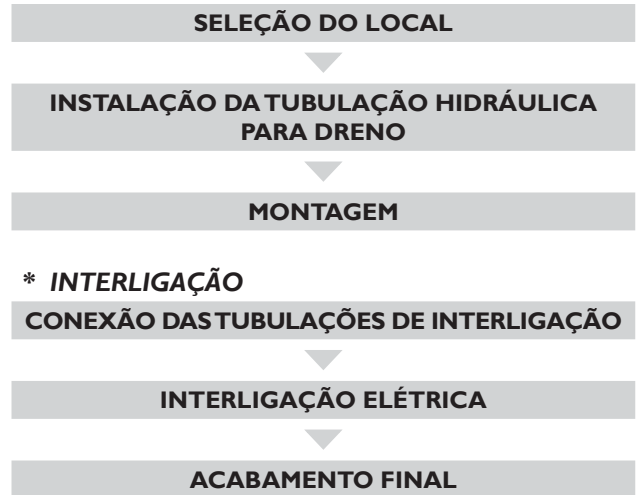 SELEÇÃO DO LOCAL
INSTALAÇÃO DA TUBULAÇÃO HIDRÁULICA
PARA DRENO
MONTAGEM
* INTERLIGAÇÃO
CONEXÃO DAS TUBULAÇÕES DE INTERLIGAÇÃO
INTERLIGAÇÃO ELÉTRICA
ACABAMENTO FINAL